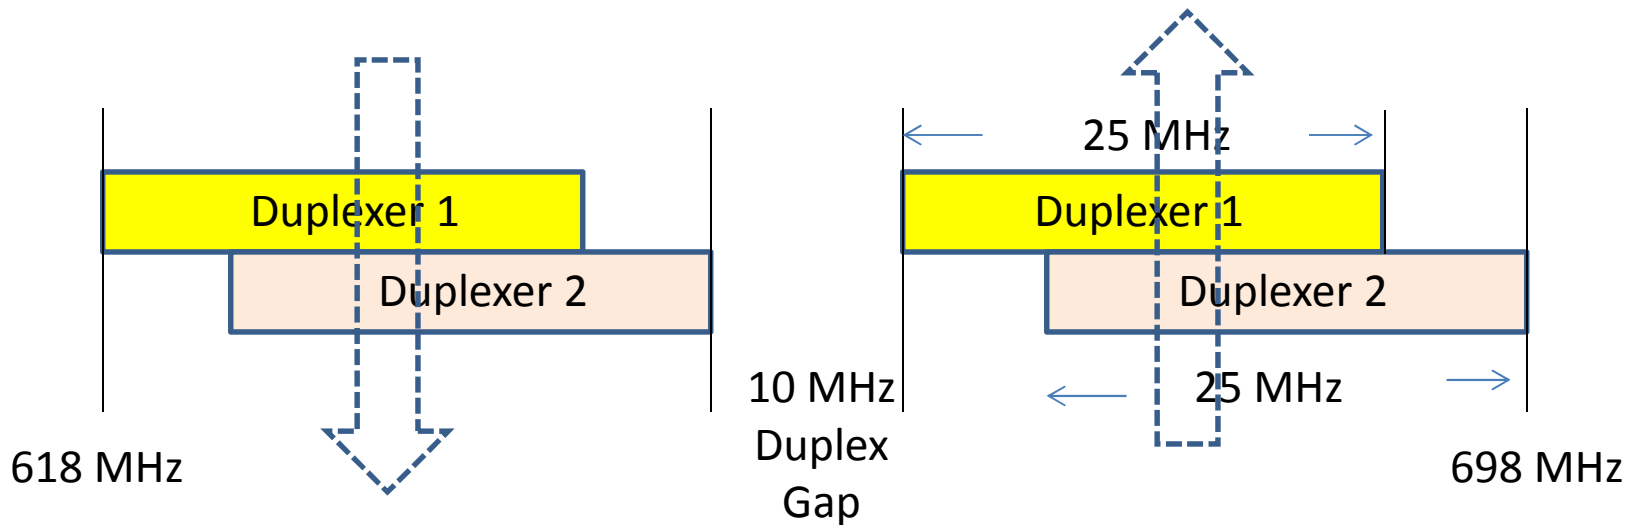 25 MHz
Duplexer 1
Duplexer 1
Duplexer 2
Duplexer 2
10 MHz
Duplex
Gap
25 MHz
618 MHz
698 MHz